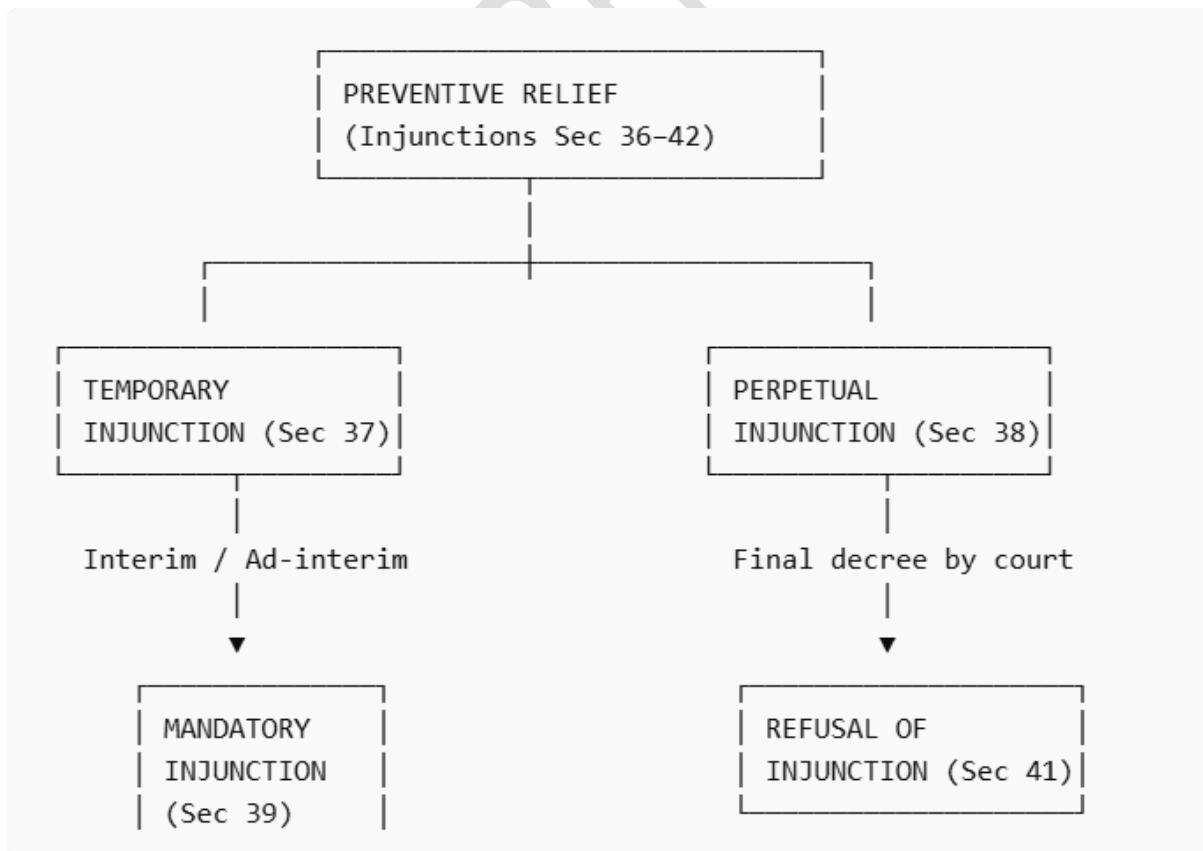 PREVENTIVE RELIEF
(Injunctions Sec 36–42)
TEMPORARY
INJUNCTION (Sec 37)
PERPETUAL
INJUNCTION (Sec 38)
Interim / Ad-interim
Final decree by court
MANDATORY
INJUNCTION
(Sec 39)
REFUSAL OF
INJUNCTION (Sec 41)